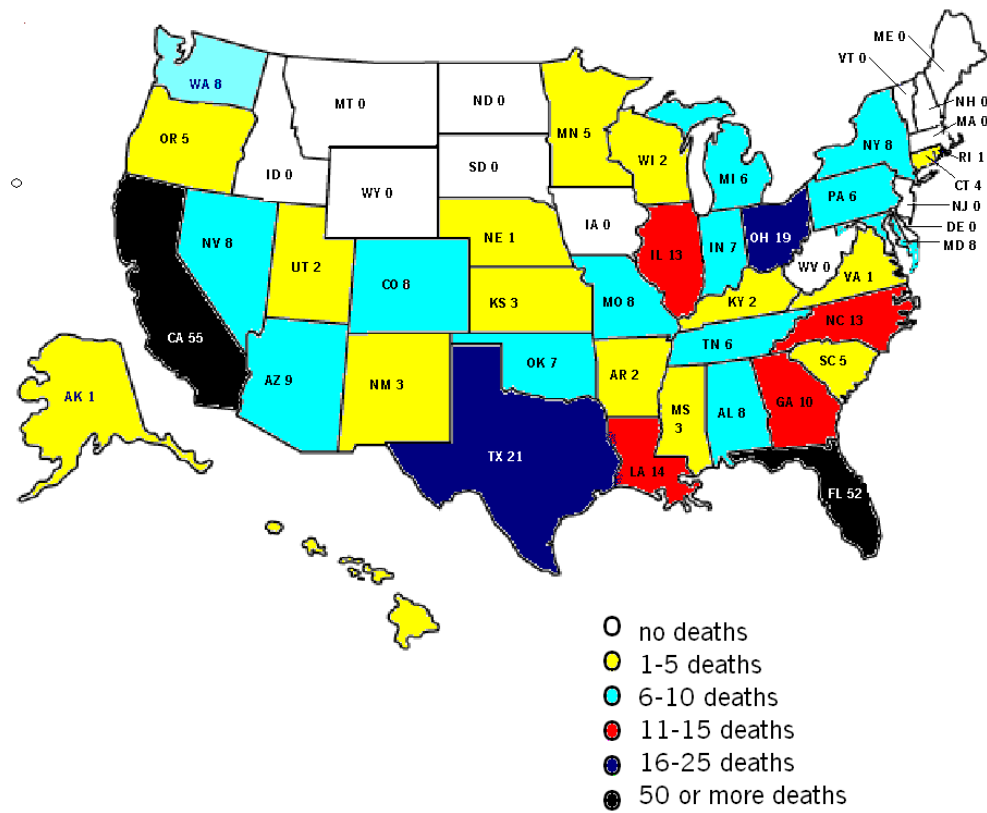 ME 0
VT 0
WA 8
MT 0
ND 0
NH 0
MA 0
MN 5
OR 5
NY 8
RI 1
WI 2
SD 0
ID 0
MI 6
CT 4
WY 0
PA 6
NJ 0
IA 0
DE 0
NE 1
OH 19
NV 8
IN 7
MD 8
IL 13
UT 2
WV 0
VA 1
CO 8
KS 3
MO 8
KY 2
NC 13
CA 55
TN 6
OK 7
SC 5
AZ 9
NM 3
AR 2
AK 1
GA 10
MS
3
AL 8
TX 21
LA 14
FL 52
no deaths
1-5 deaths
6-10 deaths
11-15 deaths
16-25 deaths
50 or more deaths